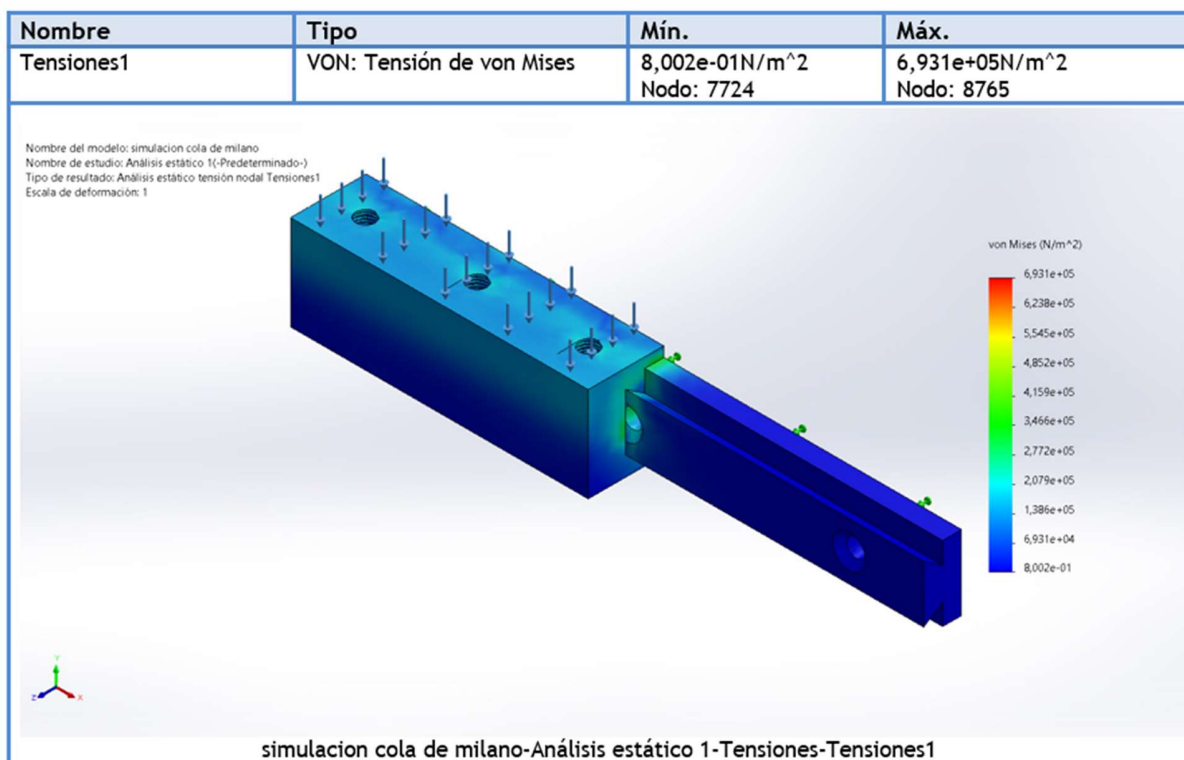 Nombre Tipo Mín. Máx.
Tensiones1 VON: Tensión de von Mises 8,002e-01N/m^2 6,931e+05N/m^2
Nodo: 7724 Nodo: 8765
Nombre del modelo: simulacion cola de milano
Nombre de estudio: Análisis estático 1(-Predeterminado-)
Tipo de resultado: Análisis estático tensión nodal Tensiones1
Escala de deformación: 1
von Mises (N/m^2)
6,931e+05
6,238e+05
5,545e+05
4,852e+05
4,159e+05
3,466e+05
2,772e+05
2,079e+05
1,386e+05
6,931e+04
8,002e-01
Y
Z X
simulacion cola de milano-Análisis estático 1-Tensiones-Tensiones1